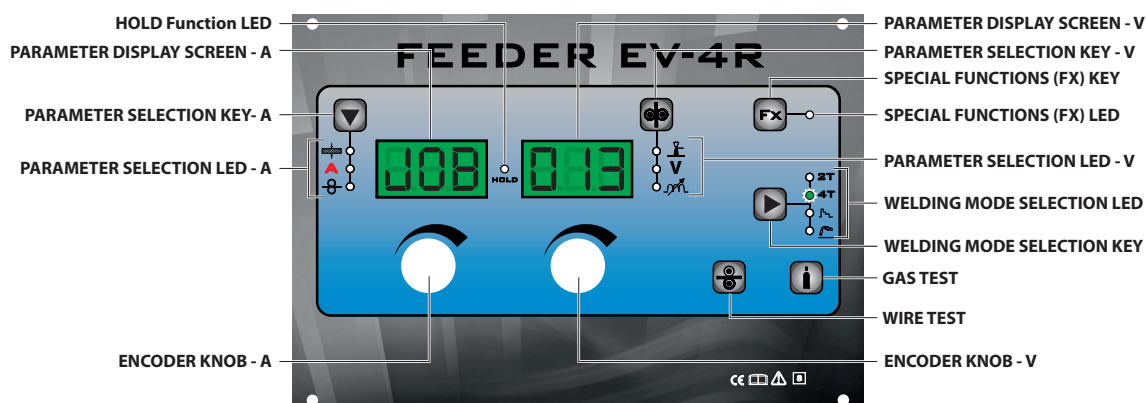 HOLD Function LED
PARAMETER DISPLAY SCREEN - A
PARAMETER SELECTION KEY- A
PARAMETER SELECTION LED - A
ENCODER KNOB - A
FEEDER EV-4R
A
JOB
HOLD
013
V
FX
2T
4T
CE
8
PARAMETER DISPLAY SCREEN - V
PARAMETER SELECTION KEY - V
SPECIAL FUNCTIONS (FX) KEY
SPECIAL FUNCTIONS (FX) LED
PARAMETER SELECTION LED - V
WELDING MODE SELECTION LED
WELDING MODE SELECTION KEY
GAS TEST
WIRE TEST
ENCODER KNOB - V